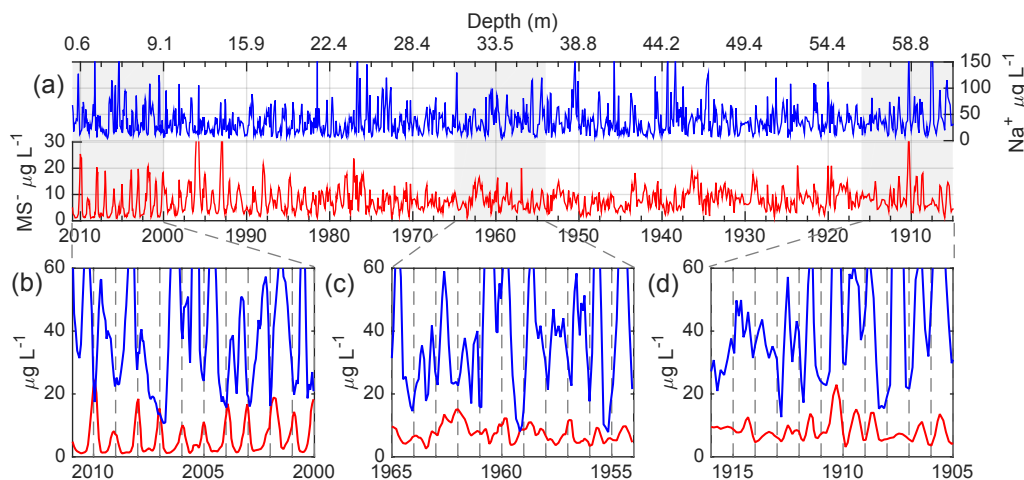 Depth (m)
0.6 9.1 15.9 22.4 28.4 33.5 38.8 44.2 49.4 54.4 58.8
(a)
150
100
50
0
Na⁺ µg L⁻¹
30
20
10
0
MS⁻ µg L⁻¹
2010 2000 1990 1980 1970 1960 1950 1940 1930 1920 1910
(b) (c) (d)
60 60 60
40 40 40
20 20 20
0 0 0
µg L⁻¹ µg L⁻¹ µg L⁻¹
2010 2005 2000 1965 1960 1955 1915 1910 1905